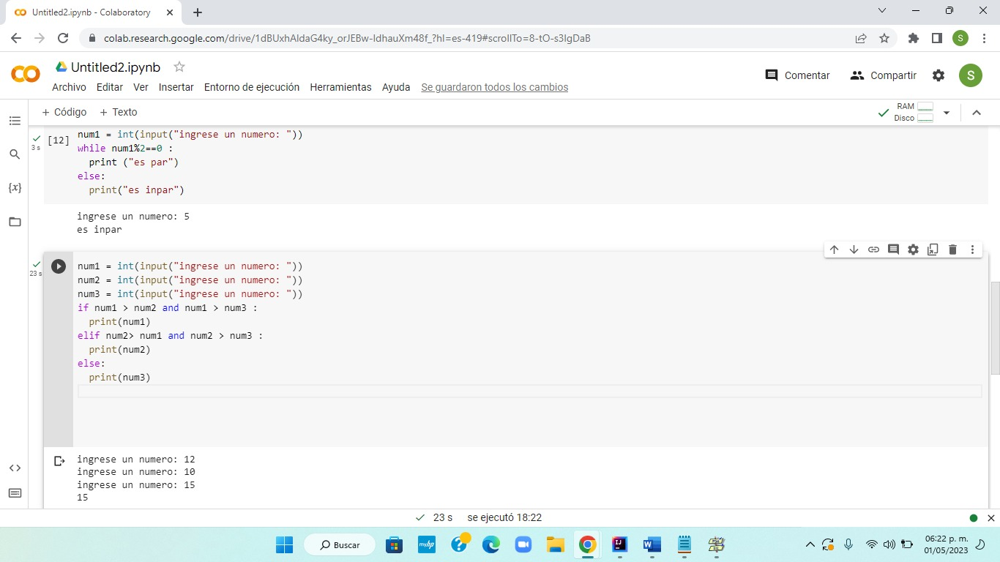 Untitled2.ipynb - Colaboratory
colab.research.google.com/drive/1dBUxhAldaG4ky_orJEBw-ldhauXm48f_?hl=es-419#scrollTo=8-tO-s3IgDaB
S
CO
Untitled2.ipynb
Comentar
Compartir
S
Archivo Editar Ver Insertar Entorno de ejecución Herramientas Ayuda Se guardaron todos los cambios
+ Código + Texto
RAM
Disco
3 s
[12]
num1 = int(input("ingrese un numero: "))
while num1%2==0 :
print ("es par")
else:
print("es inpar")
{x}
ingrese un numero: 5
es inpar
23 s
num1 = int(input("ingrese un numero: "))
num2 = int(input("ingrese un numero: "))
num3 = int(input("ingrese un numero: "))
if num1 > num2 and num1 > num3 :
print(num1)
elif num2> num1 and num2 > num3 :
print(num2)
else:
print(num3)
ingrese un numero: 12
ingrese un numero: 10
ingrese un numero: 15
15
23 s se ejecutó 18:22
Buscar
myhp
IJ
W
06:22 p. m.
01/05/2023